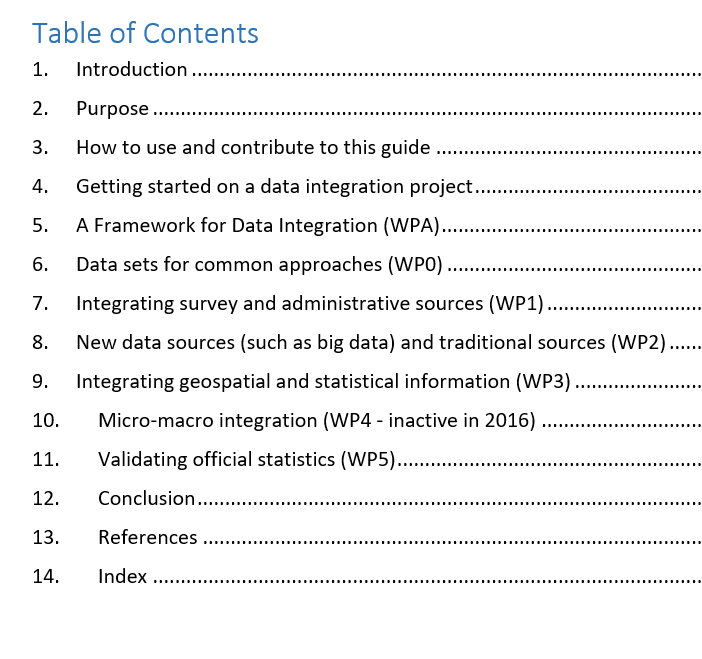 Table of Contents
1. Introduction ..........................................................................................
2. Purpose .................................................................................................
3. How to use and contribute to this guide ................................................
4. Getting started on a data integration project.........................................
5. A Framework for Data Integration (WPA)...............................................
6. Data sets for common approaches (WP0) ..............................................
7. Integrating survey and administrative sources (WP1) ............................
8. New data sources (such as big data) and traditional sources (WP2) ......
9. Integrating geospatial and statistical information (WP3) .......................
10. Micro-macro integration (WP4 - inactive in 2016) .............................
11. Validating official statistics (WP5).......................................................
12. Conclusion...........................................................................................
13. References ..........................................................................................
14. Index ...................................................................................................